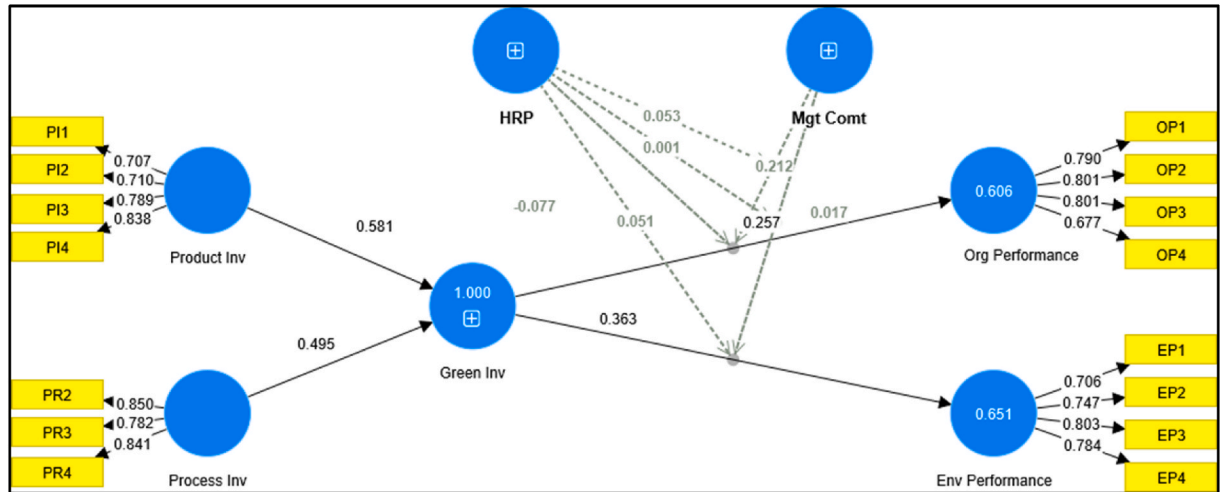 HRP
Mgt Comt
0.053
0.001
0.212
-0.077
0.051
0.257
0.017
PI1
PI2
PI3
PI4
0.707
0.710
0.789
0.838
Product Inv
0.581
PR2
PR3
PR4
0.850
0.782
0.841
Process Inv
0.495
1.000
Green Inv
0.363
0.606
Org Performance
0.790
0.801
0.801
0.677
OP1
OP2
OP3
OP4
0.651
Env Performance
0.706
0.747
0.803
0.784
EP1
EP2
EP3
EP4